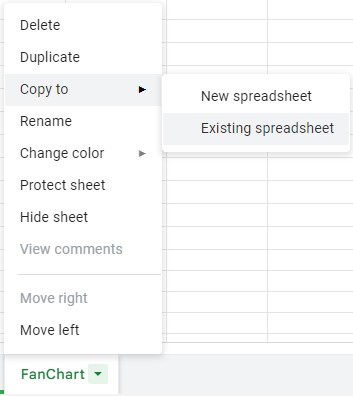 Delete
Duplicate
Copy to
New spreadsheet
Existing spreadsheet
Rename
Change color
Protect sheet
Hide sheet
View comments
Move right
Move left
FanChart